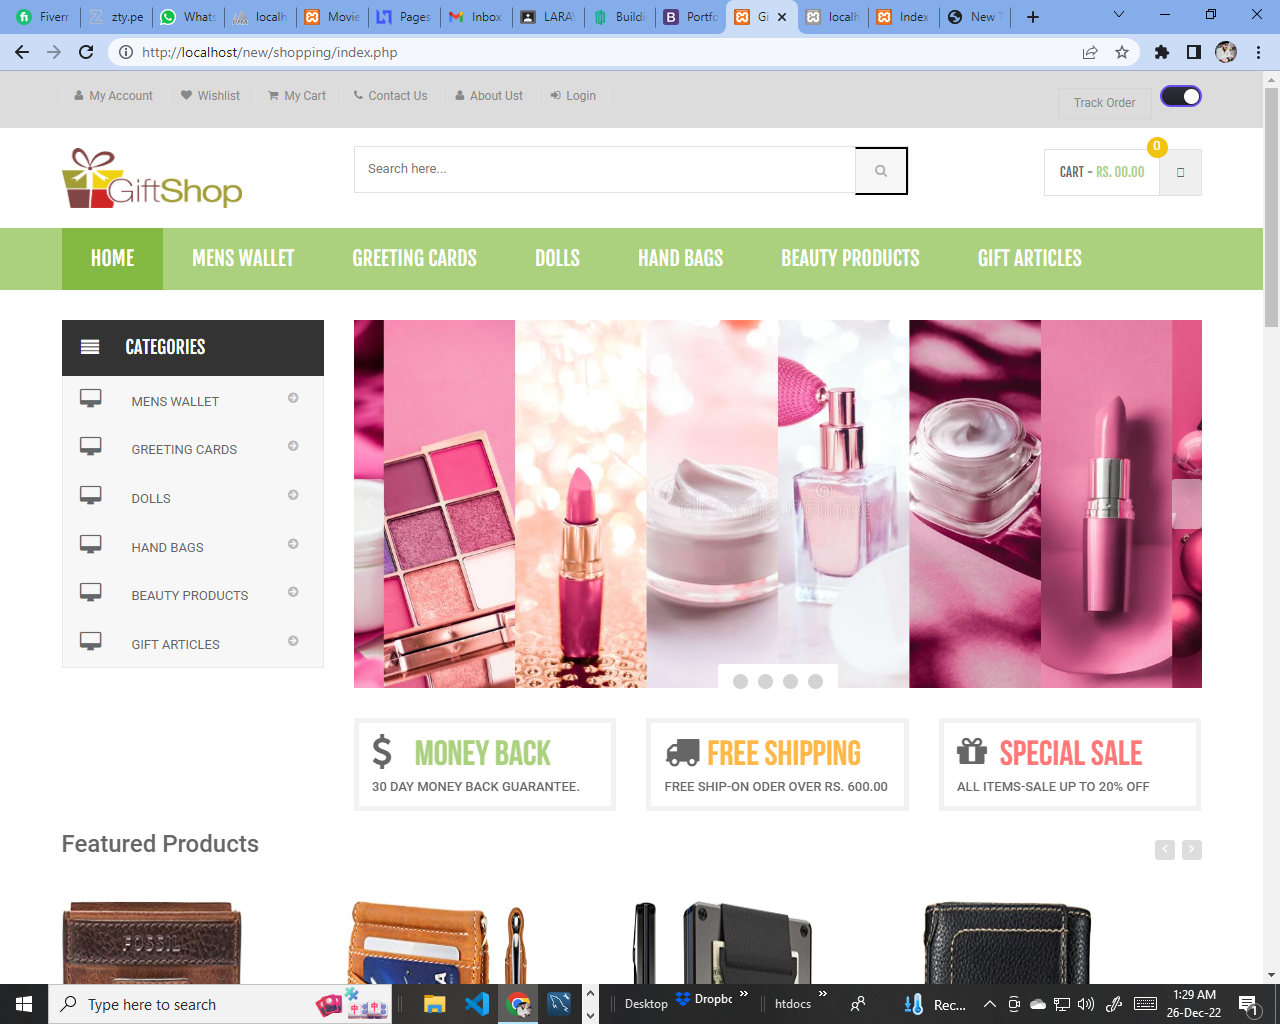 Fiverr
zty.pe
Whats
localh
Movie
Pages
Inbox
LARAV
Buildi
Portfo
Gi
localh
Index
New T
http://localhost/new/shopping/index.php
My Account
Wishlist
My Cart
Contact Us
About Ust
Login
Track Order
GiftShop
Search here...
CART - RS. 00.00
0
HOME
MENS WALLET
GREETING CARDS
DOLLS
HAND BAGS
BEAUTY PRODUCTS
GIFT ARTICLES
CATEGORIES
MENS WALLET
GREETING CARDS
DOLLS
HAND BAGS
BEAUTY PRODUCTS
GIFT ARTICLES
dreamstime
MONEY BACK
30 DAY MONEY BACK GUARANTEE.
FREE SHIPPING
FREE SHIP-ON ODER OVER RS. 600.00
SPECIAL SALE
ALL ITEMS-SALE UP TO 20% OFF
Featured Products
FOSSIL
VISA
Type here to search
Desktop
Dropbo
htdocs
Rec...
1:29 AM
26-Dec-22
1